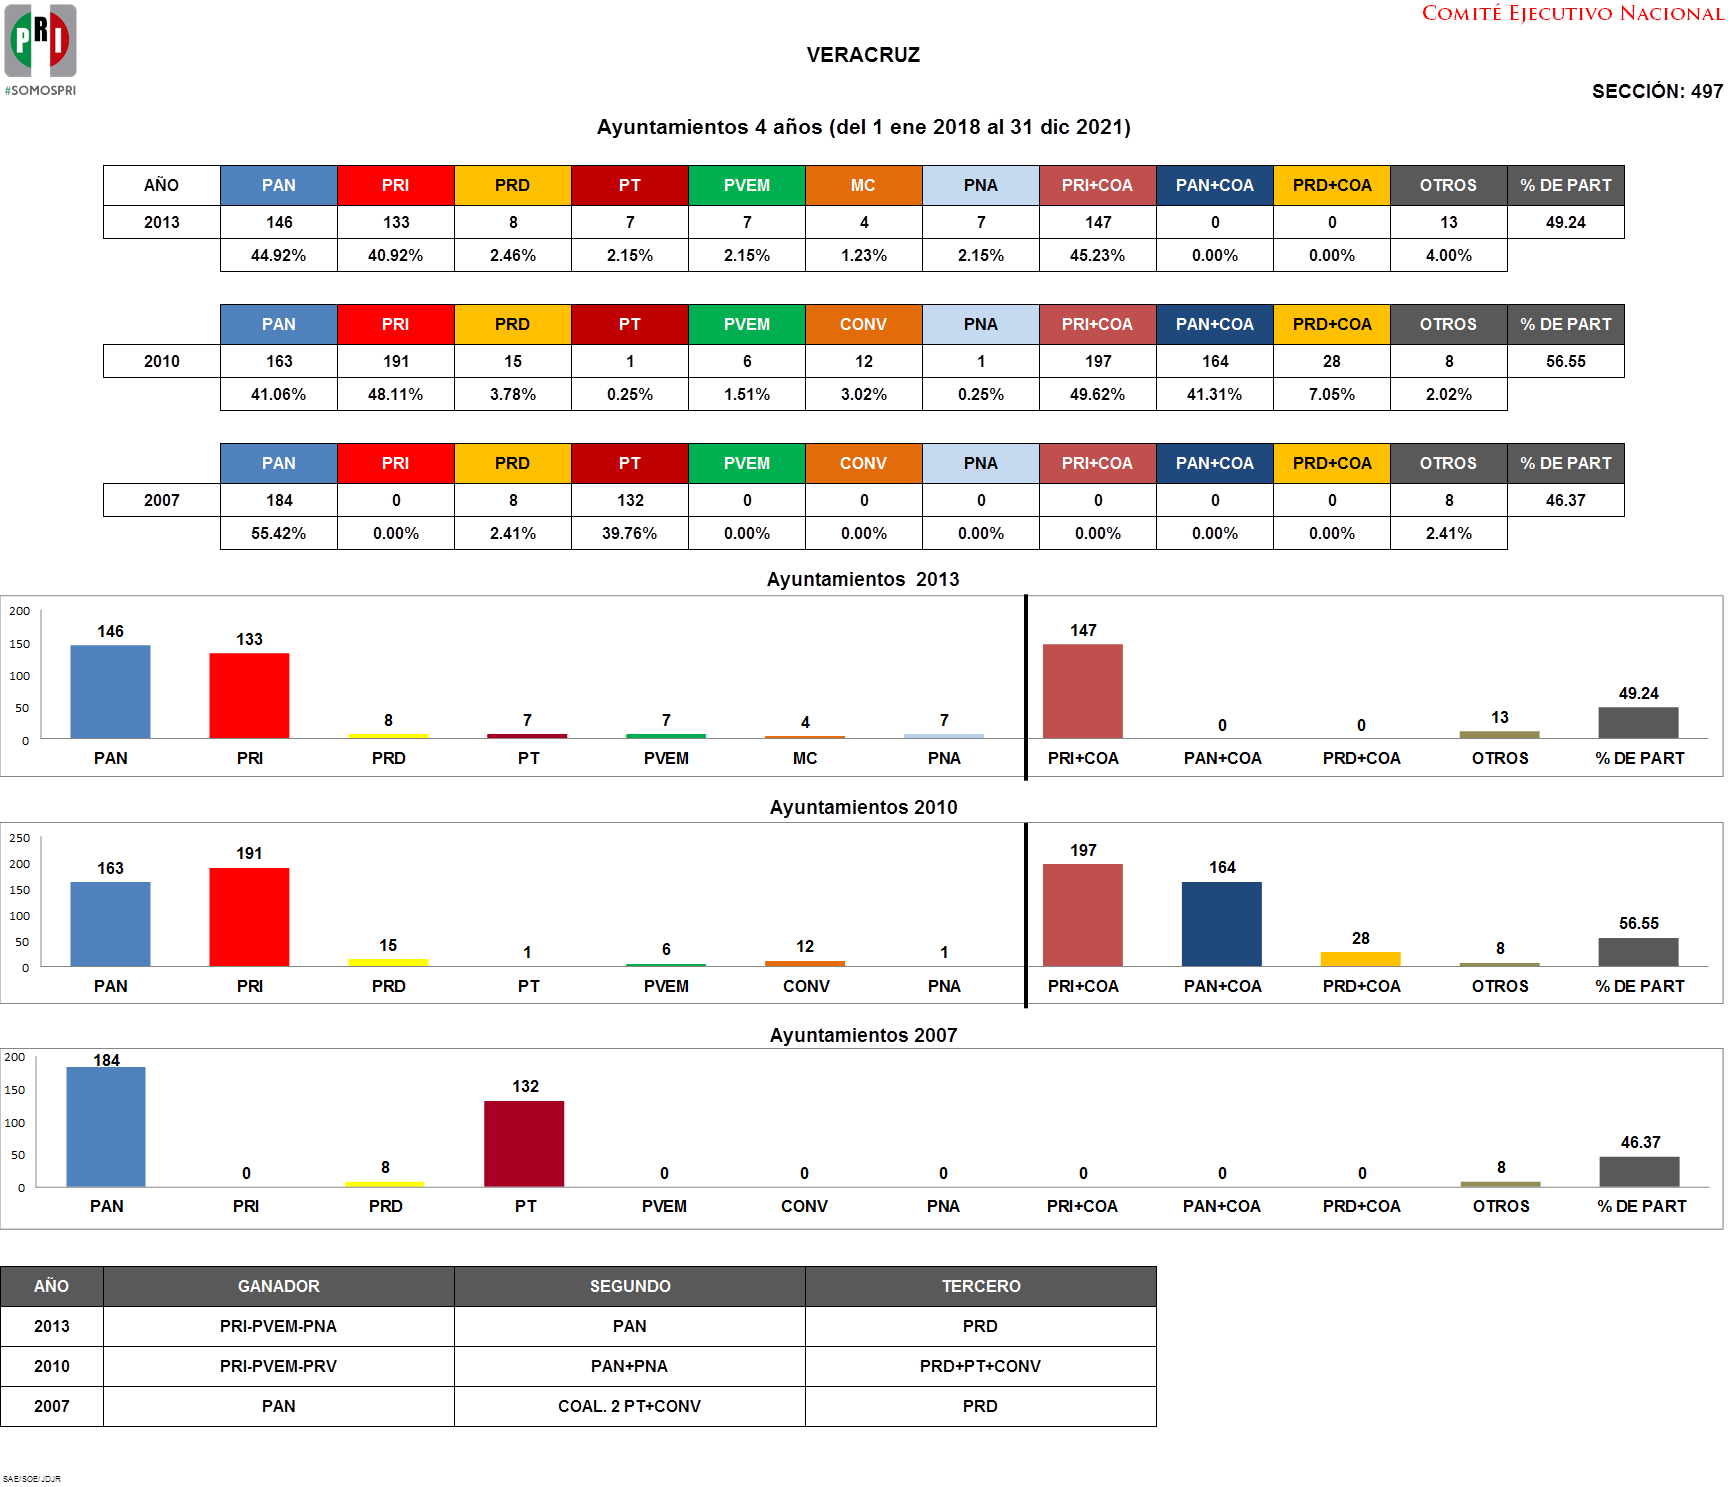 PRI
#SOMOSPRI
COMITÉ EJECUTIVO NACIONAL
VERACRUZ
SECCIÓN: 497
Ayuntamientos 4 años (del 1 ene 2018 al 31 dic 2021)
AÑO PAN PRI PRD PT PVEM MC PNA PRI+COA PAN+COA PRD+COA OTROS % DE PART
2013 146 133 8 7 7 4 7 147 0 0 13 49.24
44.92% 40.92% 2.46% 2.15% 2.15% 1.23% 2.15% 45.23% 0.00% 0.00% 4.00%
PAN PRI PRD PT PVEM CONV PNA PRI+COA PAN+COA PRD+COA OTROS % DE PART
2010 163 191 15 1 6 12 1 197 164 28 8 56.55
41.06% 48.11% 3.78% 0.25% 1.51% 3.02% 0.25% 49.62% 41.31% 7.05% 2.02%
PAN PRI PRD PT PVEM CONV PNA PRI+COA PAN+COA PRD+COA OTROS % DE PART
2007 184 0 8 132 0 0 0 0 0 0 8 46.37
55.42% 0.00% 2.41% 39.76% 0.00% 0.00% 0.00% 0.00% 0.00% 0.00% 2.41%
Ayuntamientos 2013
200
150
100
50
0
146 133 8 7 7 4 7 147 0 0 13 49.24
PAN PRI PRD PT PVEM MC PNA PRI+COA PAN+COA PRD+COA OTROS % DE PART
Ayuntamientos 2010
250
200
150
100
50
0
163 191 15 1 6 12 1 197 164 28 8 56.55
PAN PRI PRD PT PVEM CONV PNA PRI+COA PAN+COA PRD+COA OTROS % DE PART
Ayuntamientos 2007
200
150
100
50
0
184 0 8 132 0 0 0 0 0 0 8 46.37
PAN PRI PRD PT PVEM CONV PNA PRI+COA PAN+COA PRD+COA OTROS % DE PART
AÑO GANADOR SEGUNDO TERCERO
2013 PRI-PVEM-PNA PAN PRD
2010 PRI-PVEM-PRV PAN+PNA PRD+PT+CONV
2007 PAN COAL. 2 PT+CONV PRD
SAE/SOE/JDJR